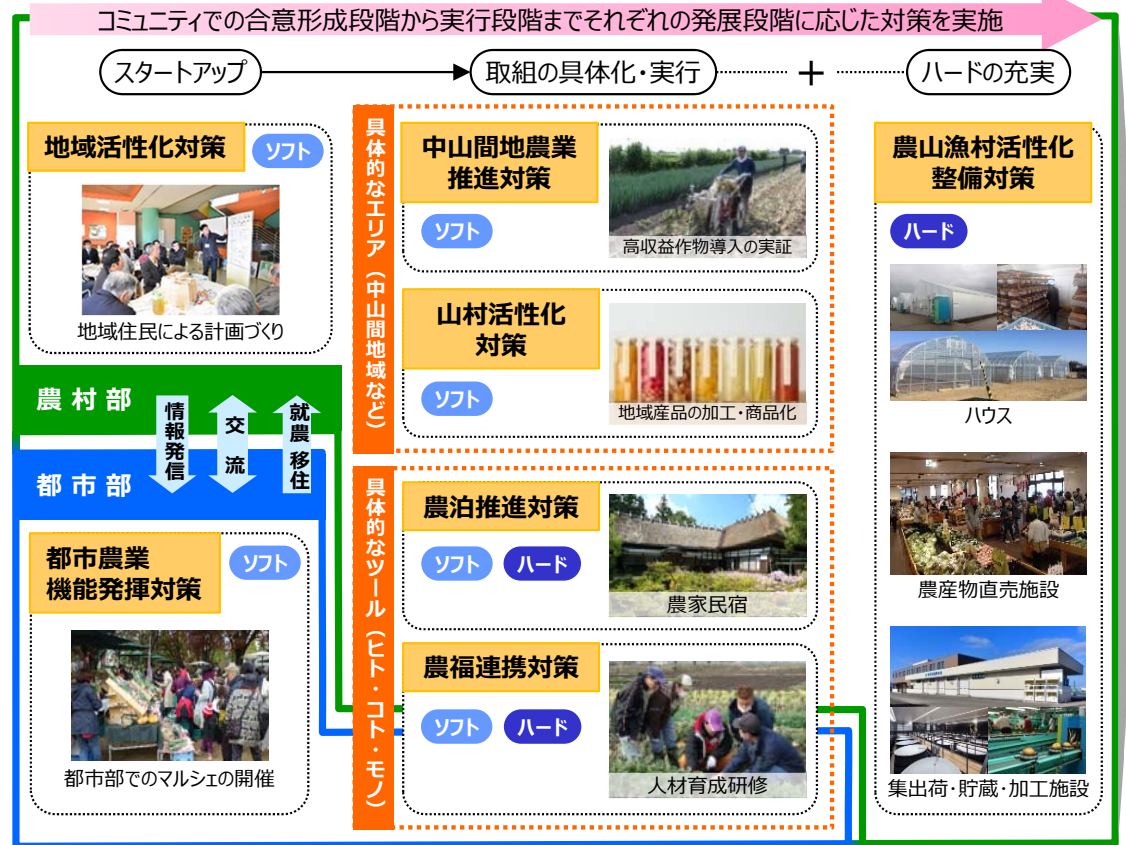 コミュニティでの合意形成段階から実行段階までそれぞれの発展段階に応じた対策を実施
スタートアップ
取組の具体化・実行
＋
ハードの充実
地域活性化対策
ソフト
地域住民による計画づくり
農村部
情報発信
交流
就農移住
都市部
都市農業
機能発揮対策
ソフト
都市部でのマルシェの開催
具体的なエリア（中山間地域など）
中山間地農業
推進対策
ソフト
高収益作物導入の実証
山村活性化
対策
ソフト
地域産品の加工・商品化
具体的なツール（ヒト・コト・モノ）
農泊推進対策
ソフト
ハード
農家民宿
農福連携対策
ソフト
ハード
人材育成研修
農山漁村活性化
整備対策
ハード
ハウス
農産物直売施設
集出荷・貯蔵・加工施設